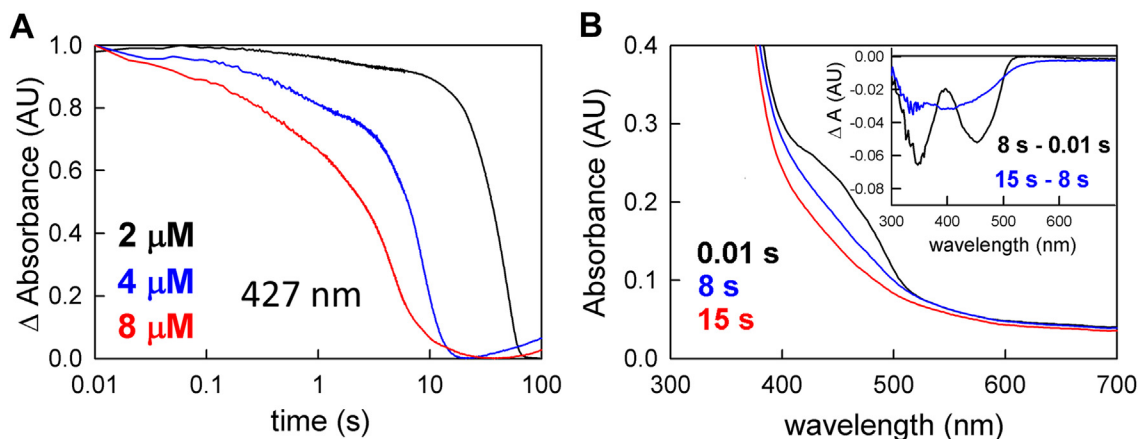 A
Δ Absorbance (AU)
1.0
0.8
0.6
0.4
0.2
0.0
2 μM
4 μM
8 μM
427 nm
0.01
0.1
1
10
100
time (s)
B
Absorbance (AU)
0.4
0.3
0.2
0.1
0.0
0.01 s
8 s
15 s
300
400
500
600
700
wavelength (nm)
Δ A (AU)
0.00
-0.02
-0.04
-0.06
-0.08
8 s - 0.01 s
15 s - 8 s
300
400
500
600
wavelength (nm)